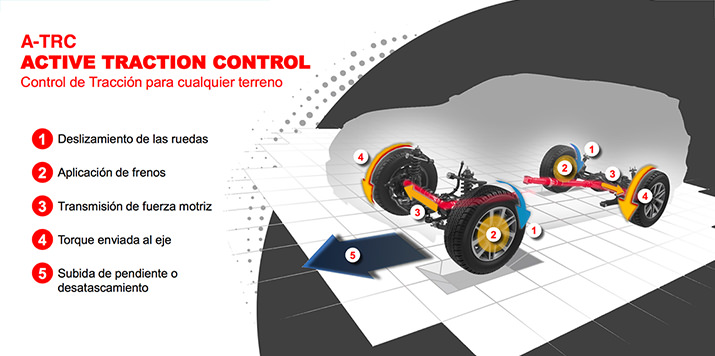 A-TRC
ACTIVE TRACTION CONTROL
Control de Tracción para cualquier terreno
1 Deslizamiento de las ruedas
2 Aplicación de frenos
3 Transmisión de fuerza motriz
4 Torque enviada al eje
5 Subida de pendiente o
desatascamiento
4
1
2
3
4
3
2
1
5